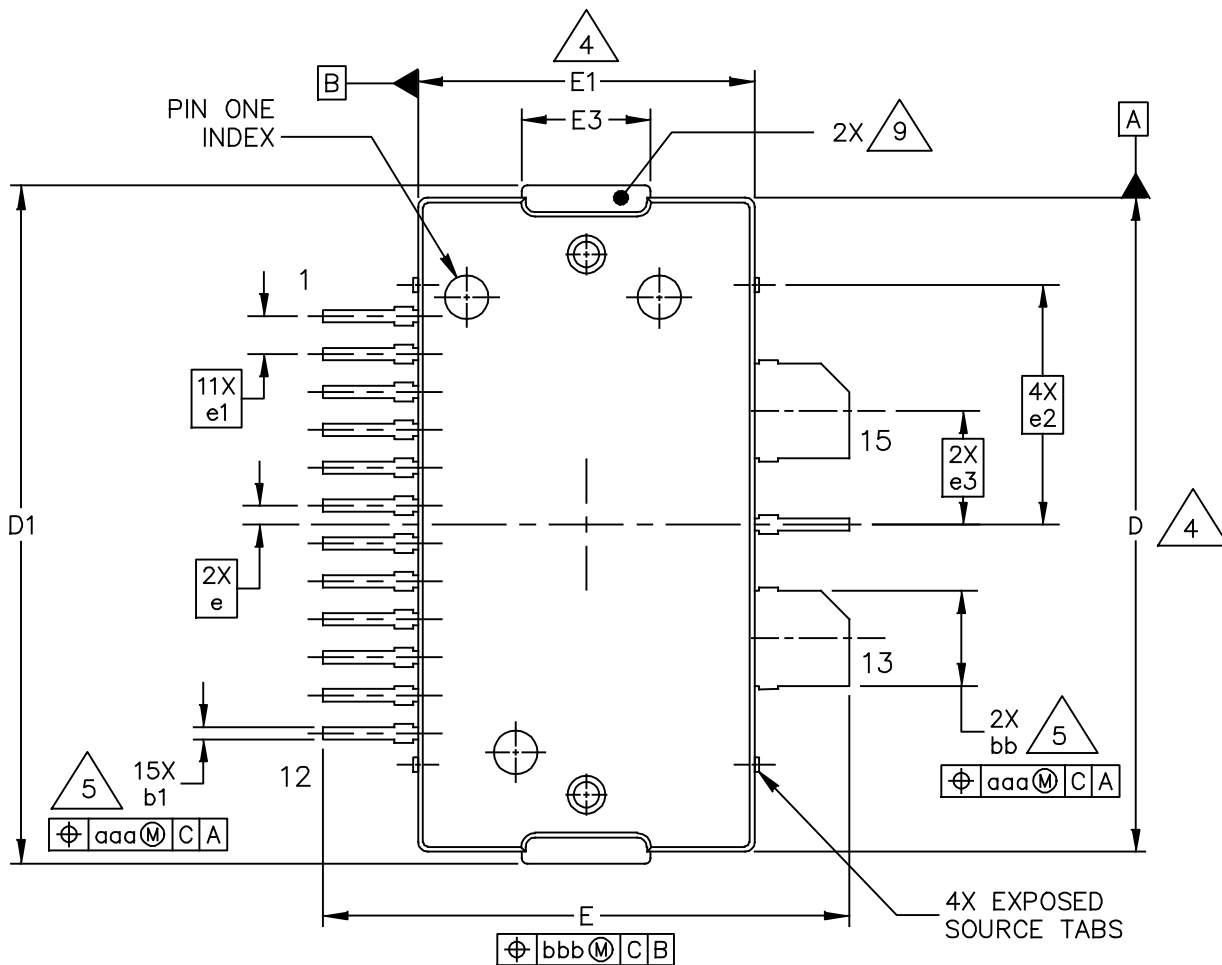 4
B
E1
PIN ONE
INDEX
E3
2X 9
A
1
11X
e1
4X
e2
15
2X
e3
D1
D 4
2X
e
13
2X
bb 5
⌖ aaa Ⓜ C A
5 15X
b1
12
⌖ aaa Ⓜ C A
4X EXPOSED
SOURCE TABS
E
⌖ bbb Ⓜ C B